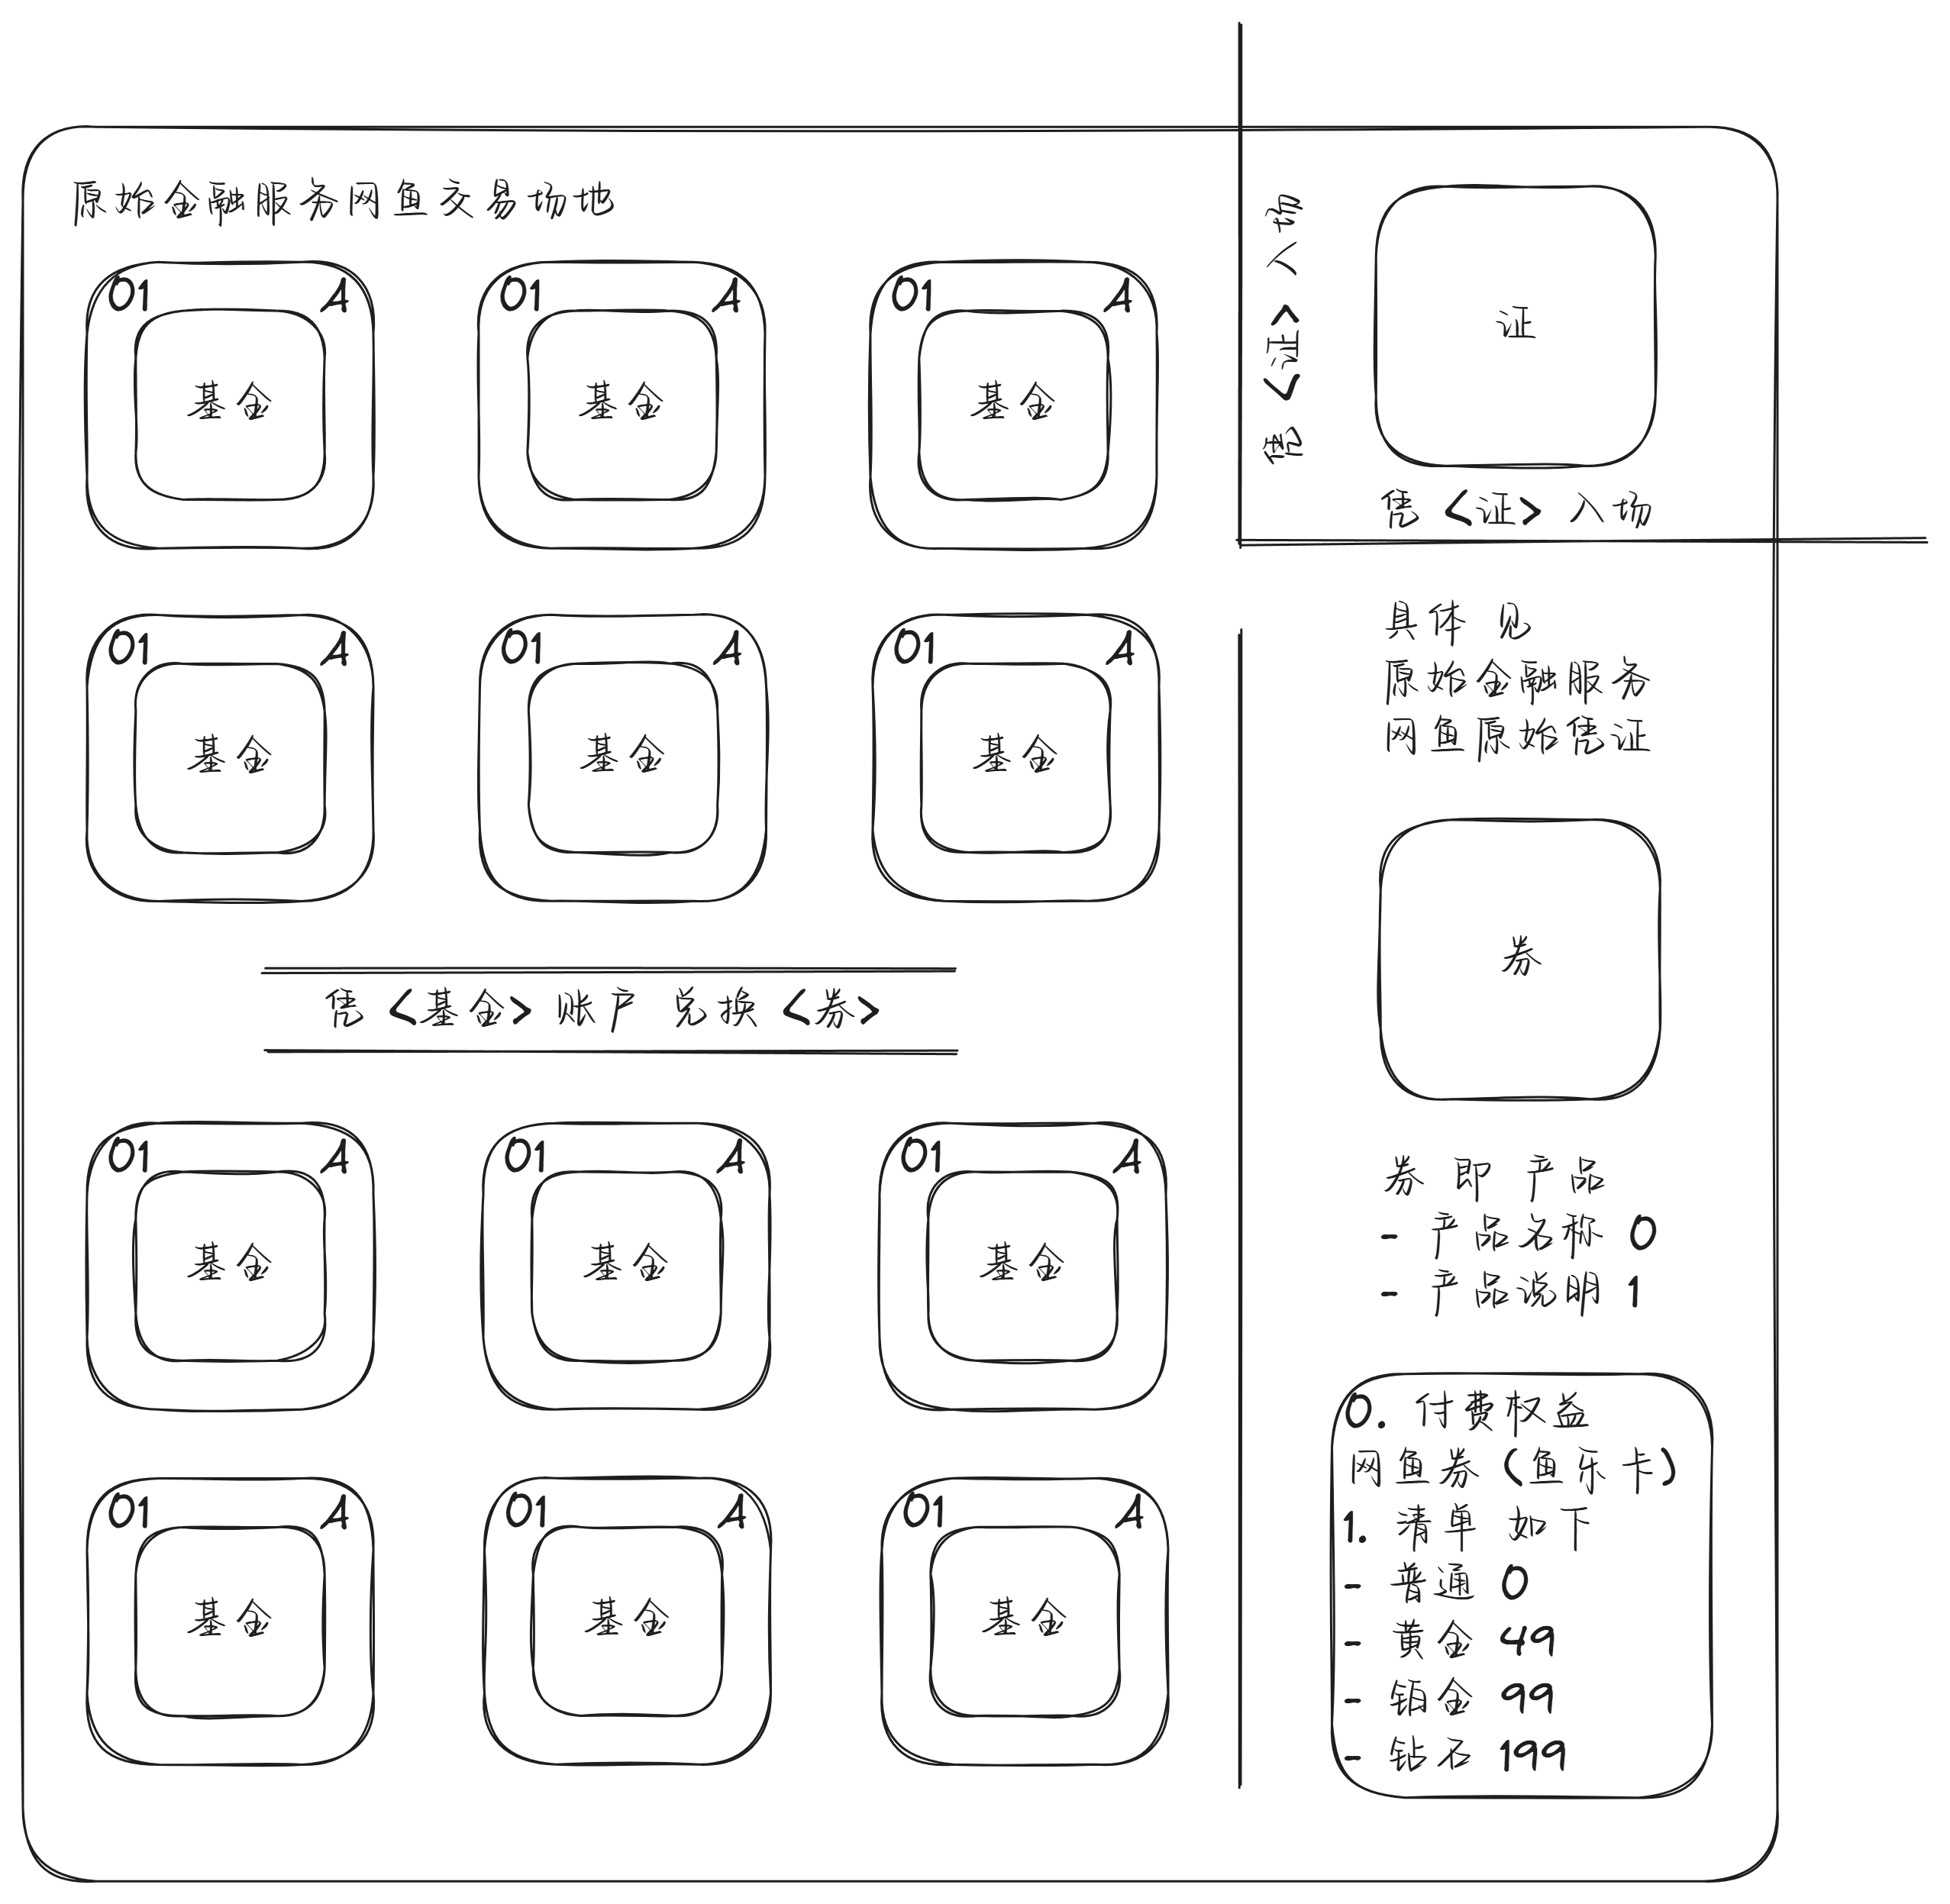 原始金融服务网鱼交易场地
01 A 01 A 01 A
基金 基金 基金
01 A 01 A 01 A
基金 基金 基金
凭 <基金> 账户 兑换 <券>
01 A 01 A 01 A
基金 基金 基金
01 A 01 A 01 A
基金 基金 基金
凭 <证> 入场
证
凭 <证> 入场
具体 见
原始金融服务
网鱼原始凭证
券
券 即 产品
- 产品名称 0
- 产品说明 1
0. 付费权益
网鱼券 (鱼乐卡)
1. 清单 如下
- 普通 0
- 黄金 49
- 铂金 99
- 钻石 199